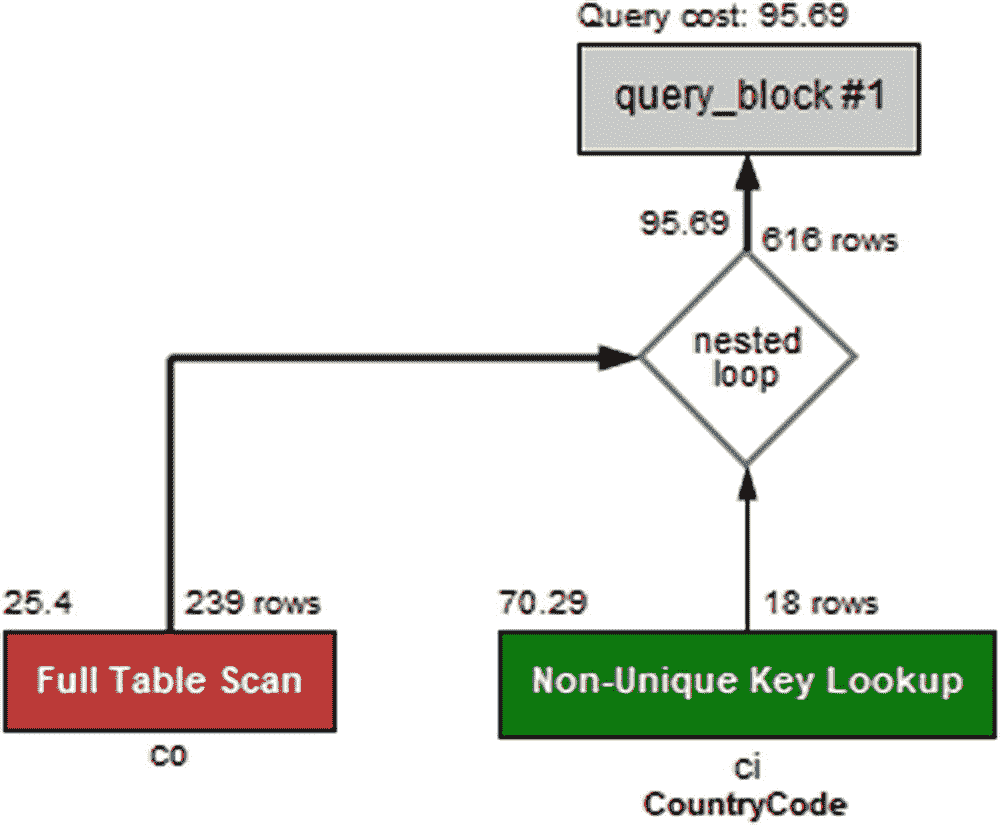 Query cost: 95.69
query_block #1
95.69
616 rows
nested
loop
25.4
239 rows
70.29
18 rows
Full Table Scan
Non-Unique Key Lookup
co
ci
CountryCode